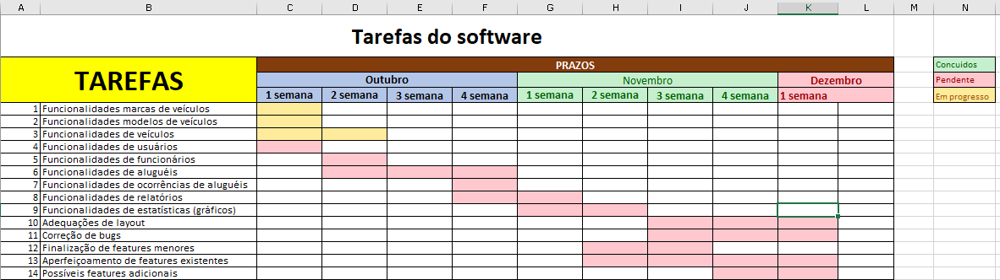 A B C D E F G H I J K L M N
Tarefas do software
TAREFAS PRAZOS Concuidos
Outubro Novembro Dezembro Pendente
1 semana 2 semana 3 semana 4 semana 1 semana 2 semana 3 semana 4 semana 1 semana Em progresso
1 Funcionalidades marcas de veículos
2 Funcionalidades modelos de veículos
3 Funcionalidades de veículos
4 Funcionalidades de usuários
5 Funcionalidades de funcionários
6 Funcionalidades de aluguéis
7 Funcionalidades de ocorrências de aluguéis
8 Funcionalidades de relatórios
9 Funcionalidades de estatísticas (gráficos)
10 Adequações de layout
11 Correção de bugs
12 Finalização de features menores
13 Aperfeiçoamento de features existentes
14 Possíveis features adicionais